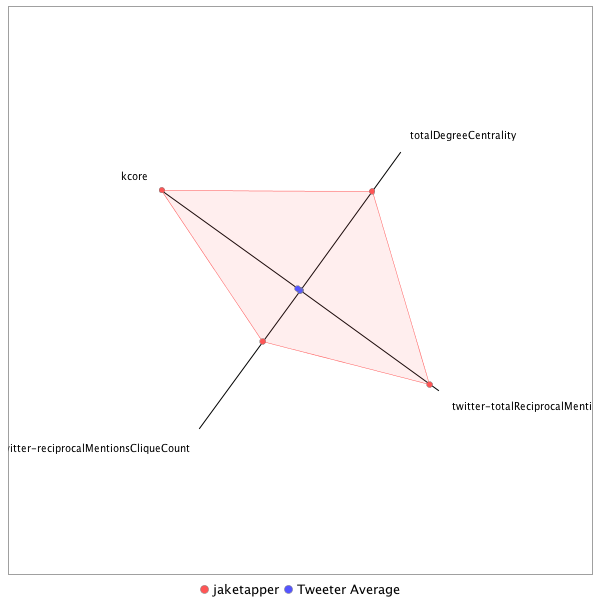 totalDegreeCentrality
kcore
twitter-totalReciprocalMenti
itter-reciprocalMentionsCliqueCount
jaketapper Tweeter Average